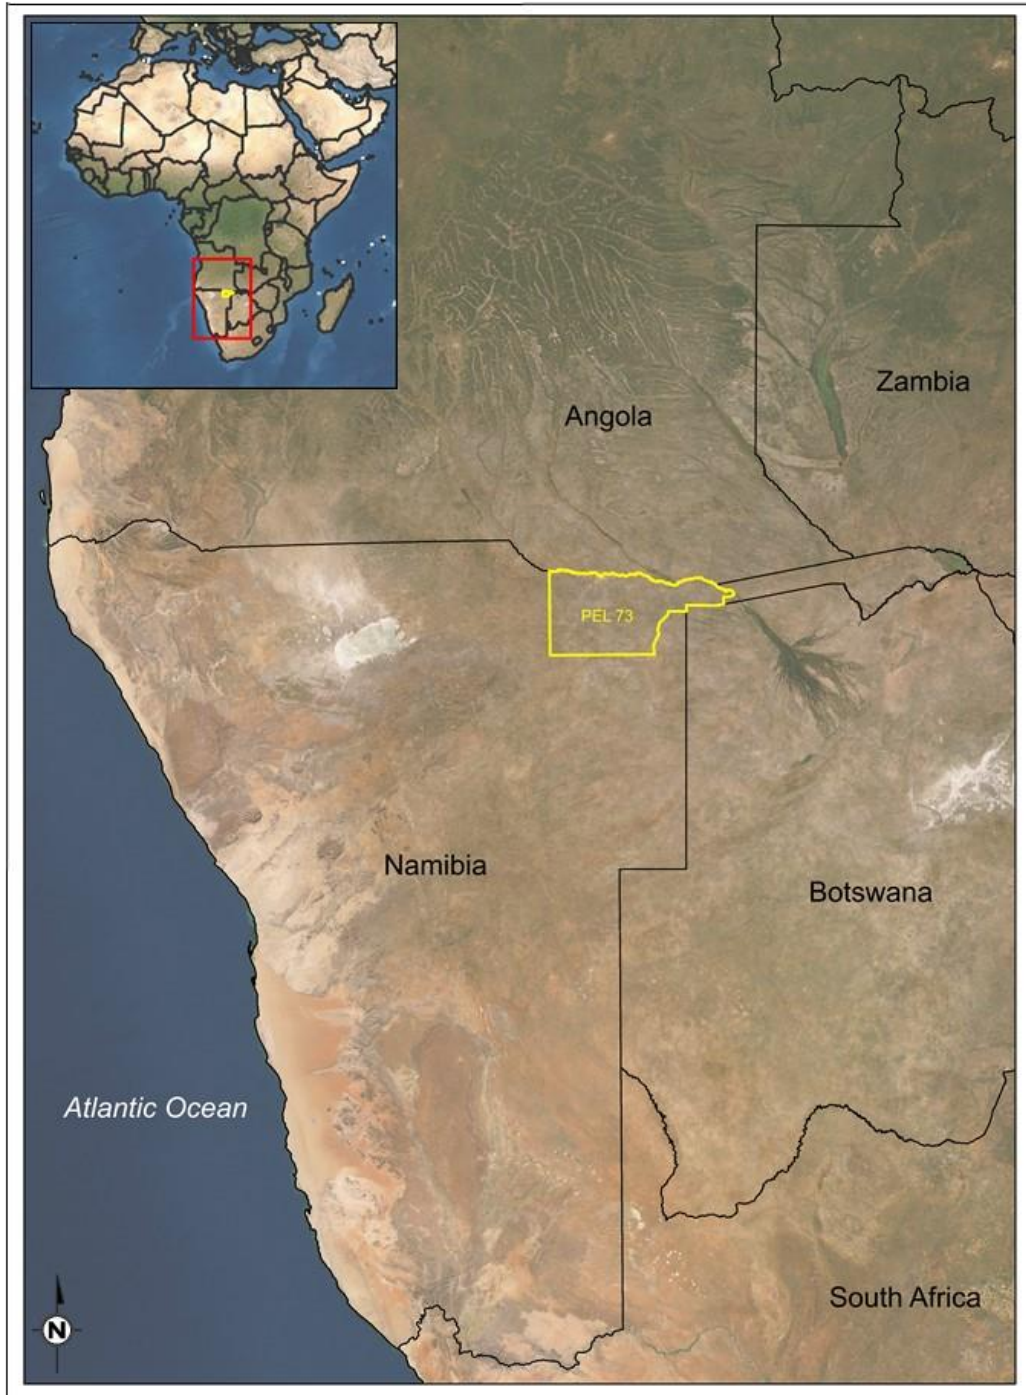 Zambia
Angola
PEL 73
Namibia
Botswana
Atlantic Ocean
South Africa
N